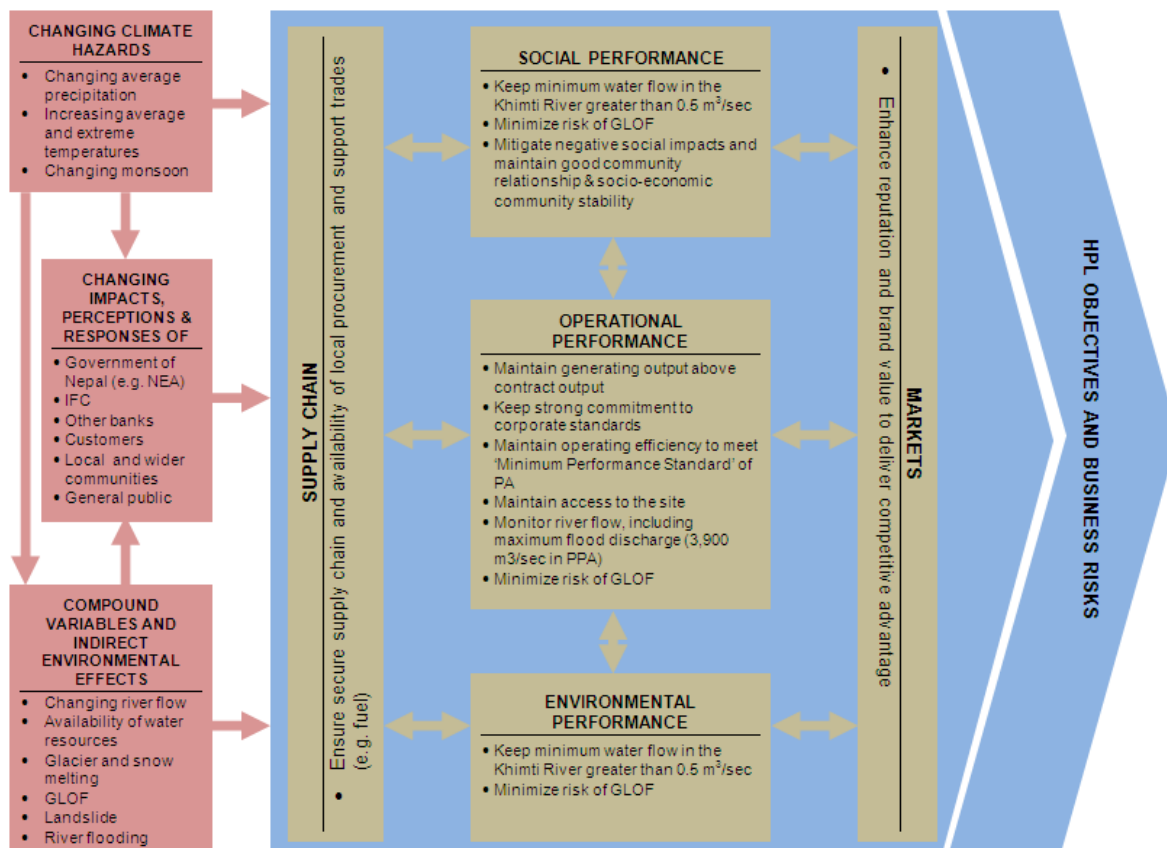 CHANGING CLIMATE
HAZARDS
• Changing average
precipitation
• Increasing average
and extreme
temperatures
• Changing monsoon
CHANGING
IMPACTS,
PERCEPTIONS &
RESPONSES OF
• Government of
Nepal (e.g. NEA)
• IFC
• Other banks
• Customers
• Local and wider
communities
• General public
COMPOUND
VARIABLES AND
INDIRECT
ENVIRONMENTAL
EFFECTS
• Changing river flow
• Availability of water
resources
• Glacier and snow
melting
• GLOF
• Landslide
• River flooding
SUPPLY CHAIN
• Ensure secure supply chain and availability of local procurement and support trades
(e.g. fuel)
SOCIAL PERFORMANCE
• Keep minimum water flow in the
Khimti River greater than 0.5 m³/sec
• Minimize risk of GLOF
• Mitigate negative social impacts and
maintain good community
relationship & socio-economic
community stability
OPERATIONAL
PERFORMANCE
• Maintain generating output above
contract output
• Keep strong commitment to
corporate standards
• Maintain operating efficiency to meet
‘Minimum Performance Standard’ of
PA
• Maintain access to the site
• Monitor river flow, including
maximum flood discharge (3,900
m3/sec in PPA)
• Minimize risk of GLOF
ENVIRONMENTAL
PERFORMANCE
• Keep minimum water flow in the
Khimti River greater than 0.5 m³/sec
• Minimize risk of GLOF
MARKETS
• Enhance reputation and brand value to deliver competitive advantage
HPL OBJECTIVES AND BUSINESS RISKS